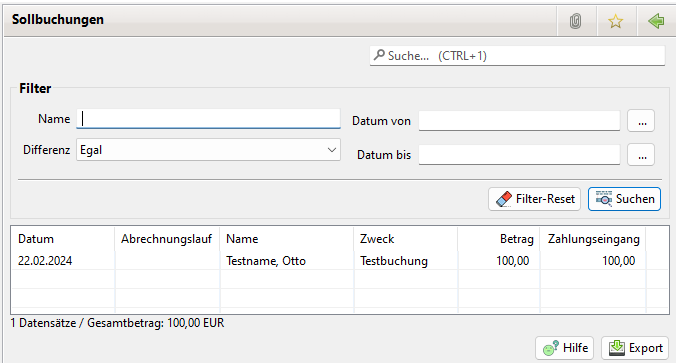 Sollbuchungen
Suche... (CTRL+1)
Filter
Name Datum von ...
Differenz Egal Datum bis ...
Filter-Reset Suchen
Datum Abrechnungslauf Name Zweck Betrag Zahlungseingang
22.02.2024 Testname, Otto Testbuchung 100,00 100,00
1 Datensätze / Gesamtbetrag: 100,00 EUR
Hilfe Export